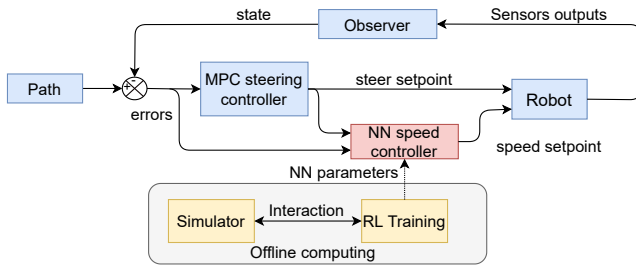 state
Observer
Sensors outputs
Path
+
-
errors
MPC steering
controller
steer setpoint
Robot
NN speed
controller
speed setpoint
NN parameters
Simulator
Interaction
RL Training
Offline computing